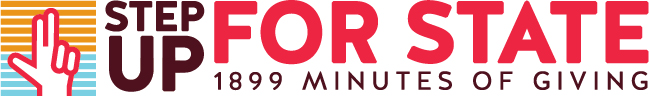 STEP UP FOR STATE
1899 MINUTES OF GIVING